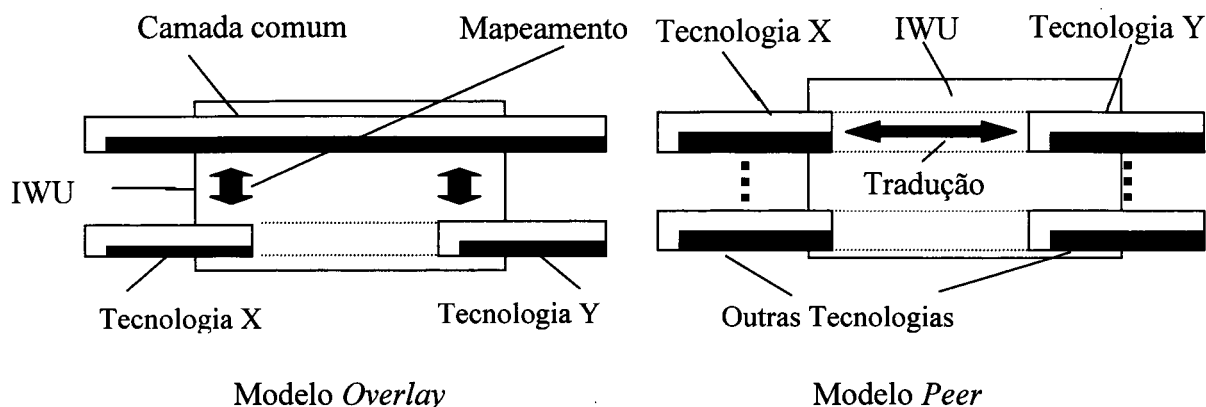 Camada comum
Mapeamento
IWU
Tecnologia X
Tecnologia Y
Modelo Overlay
Tecnologia X
IWU
Tecnologia Y
Tradução
Outras Tecnologias
Modelo Peer